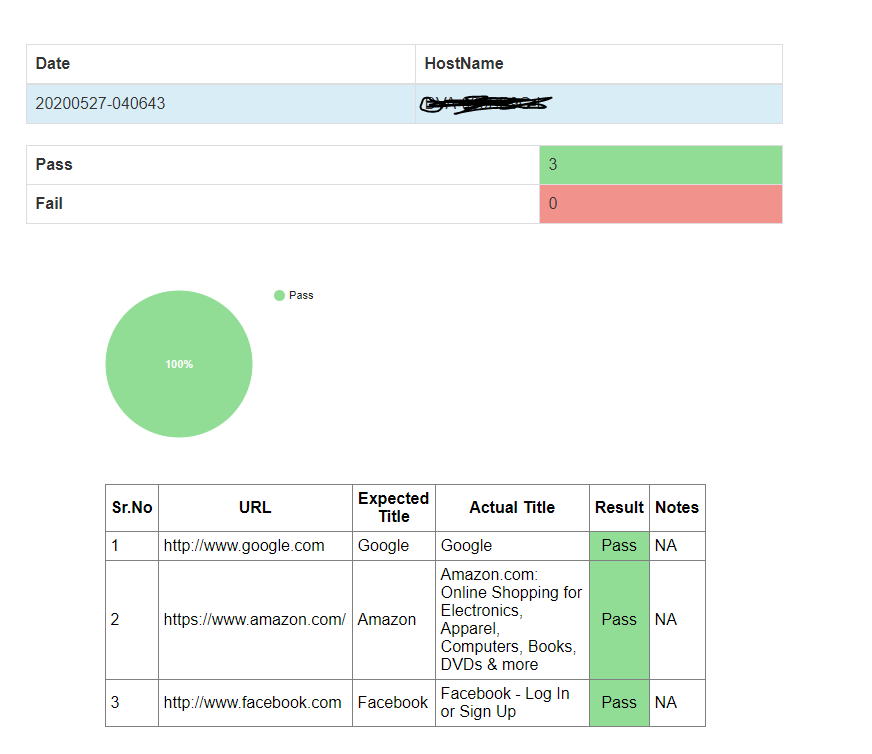 Date HostName
20200527-040643
Pass 3
Fail 0
Pass
100%
Sr.No URL Expected Title Actual Title Result Notes
1 http://www.google.com Google Google Pass NA
Amazon.com:
Online Shopping for
Electronics,
Apparel,
2 https://www.amazon.com/ Amazon Computers, Books, Pass NA
DVDs & more
3 http://www.facebook.com Facebook Facebook - Log In Pass NA
or Sign Up